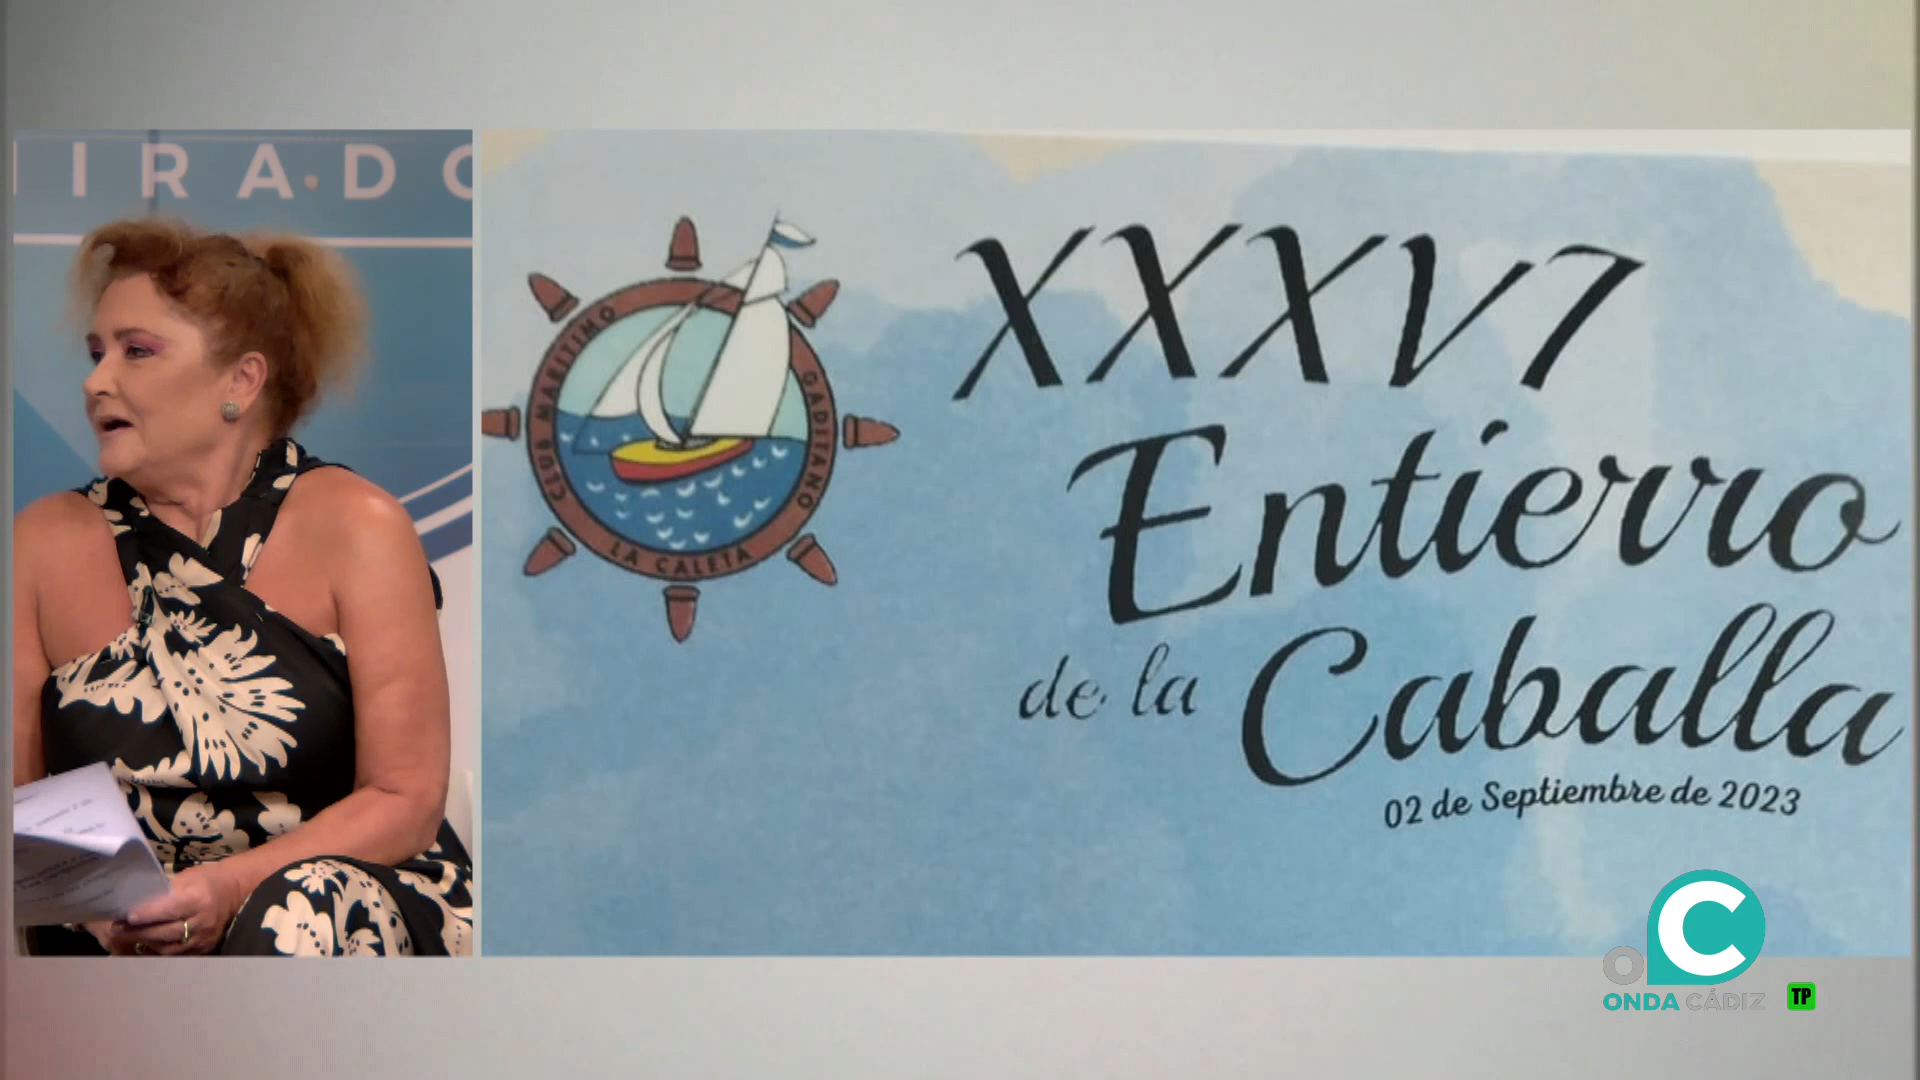 IRADO
CLUB MARITIMO
GADITANO
LA CALETA
XXXVI
Entierro
de la
Caballa
02 de Septiembre de 2023
ONDA CÁDIZ
TP